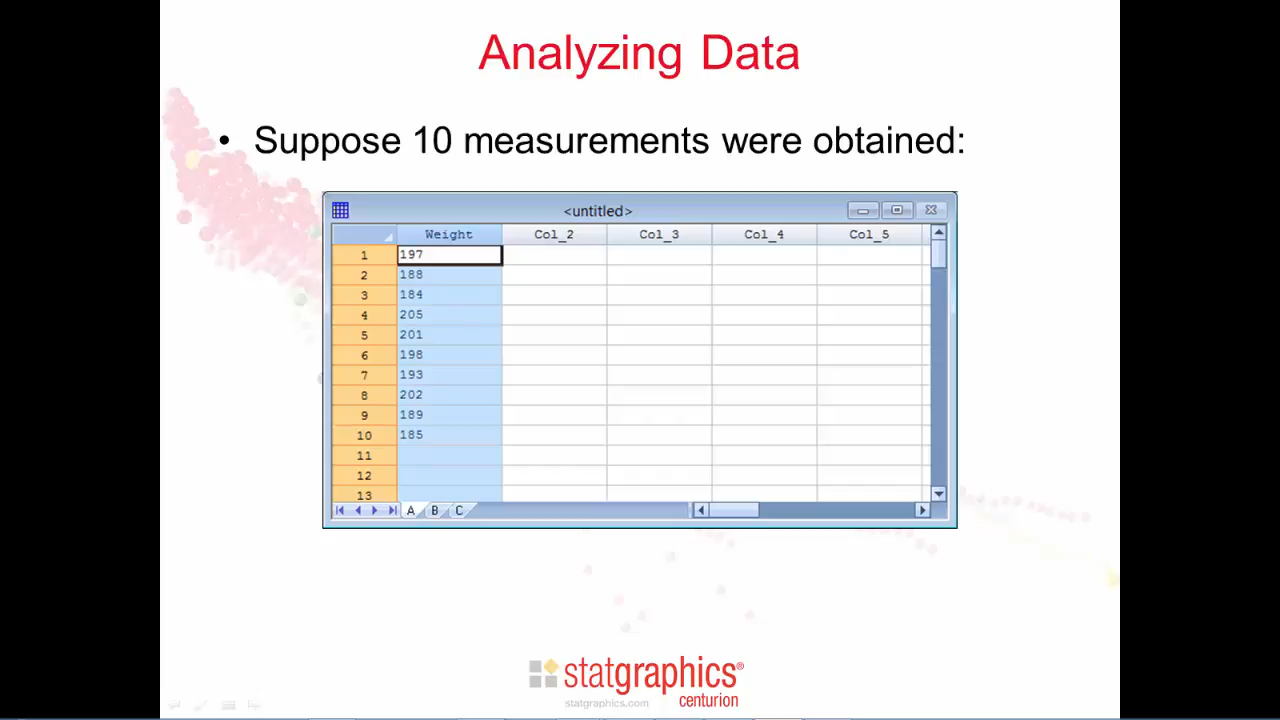 Analyzing Data
• Suppose 10 measurements were obtained:
<untitled>
Weight Col_2 Col_3 Col_4 Col_5
1 197
2 188
3 184
4 205
5 201
6 198
7 193
8 202
9 189
10 185
11
12
13
A B C
statgraphics®
centurion
statgraphics.com